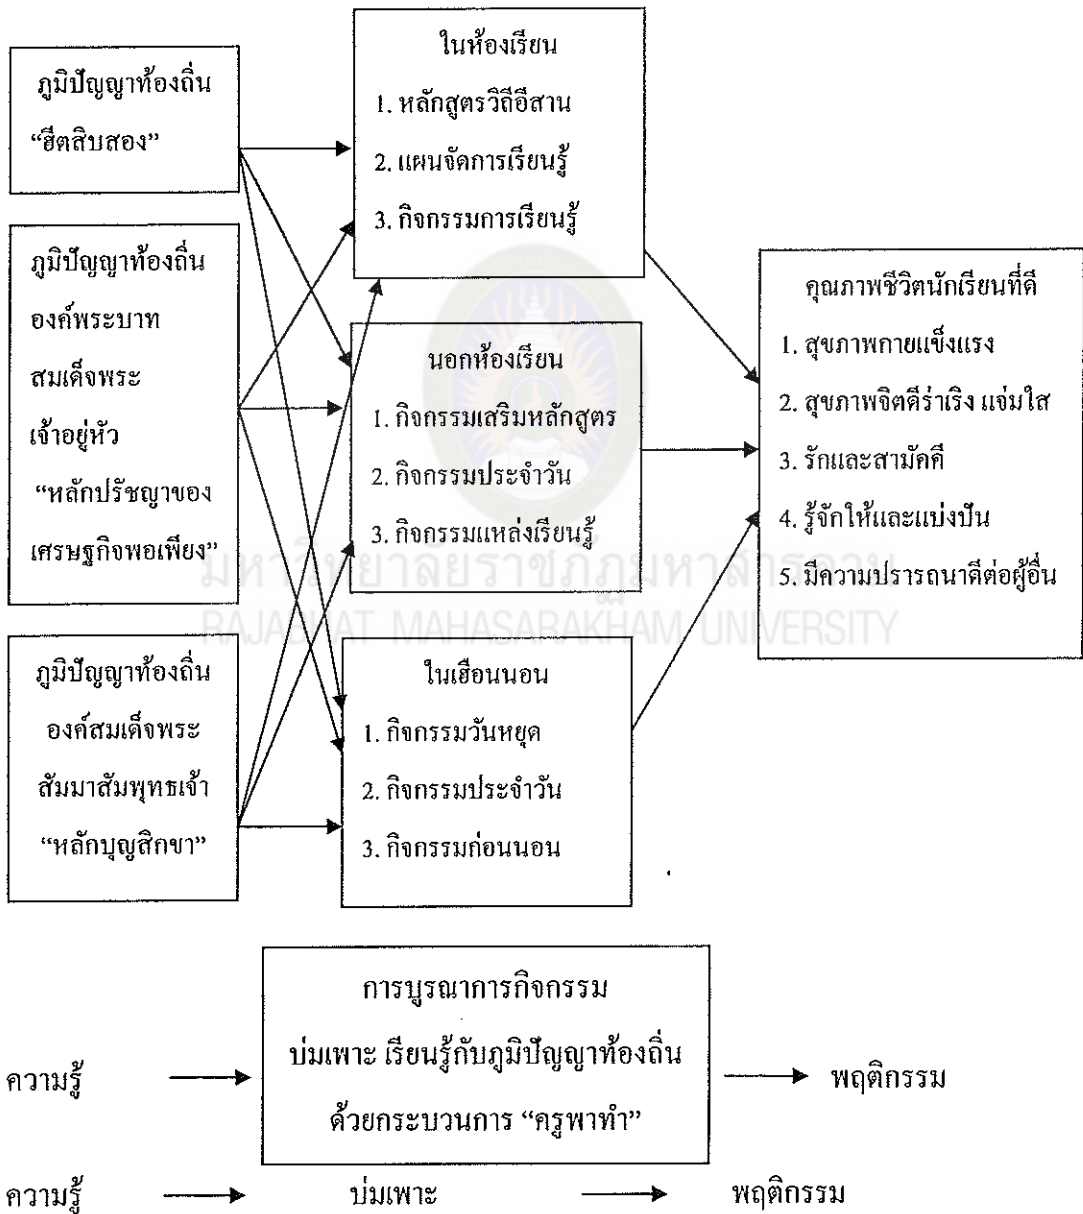 ภูมิปัญญาท้องถิ่น
“ฮีตสิบสอง”
ภูมิปัญญาท้องถิ่น
องค์พระบาท
สมเด็จพระ
เจ้าอยู่หัว
“หลักปรัชญาของ
เศรษฐกิจพอเพียง”
ภูมิปัญญาท้องถิ่น
องค์สมเด็จพระ
สัมมาสัมพุทธเจ้า
“หลักบุญสิกขา”
ในห้องเรียน
1. หลักสูตรวิถีอีสาน
2. แผนจัดการเรียนรู้
3. กิจกรรมการเรียนรู้
นอกห้องเรียน
1. กิจกรรมเสริมหลักสูตร
2. กิจกรรมประจำวัน
3. กิจกรรมแหล่งเรียนรู้
ในเฮือนนอน
1. กิจกรรมวันหยุด
2. กิจกรรมประจำวัน
3. กิจกรรมก่อนนอน
คุณภาพชีวิตนักเรียนที่ดี
1. สุขภาพกายแข็งแรง
2. สุขภาพจิตดีร่าเริง แจ่มใส
3. รักและสามัคคี
4. รู้จักให้และแบ่งปัน
5. มีความปรารถนาดีต่อผู้อื่น
มหาวิทยาลัยราชภัฏมหาสารคาม
RAJABHAT MAHASARAKHAM UNIVERSITY
การบูรณาการกิจกรรม
บ่มเพาะ เรียนรู้กับภูมิปัญญาท้องถิ่น
ด้วยกระบวนการ “ครูพาทำ”
ความรู้
พฤติกรรม
ความรู้ บ่มเพาะ พฤติกรรม